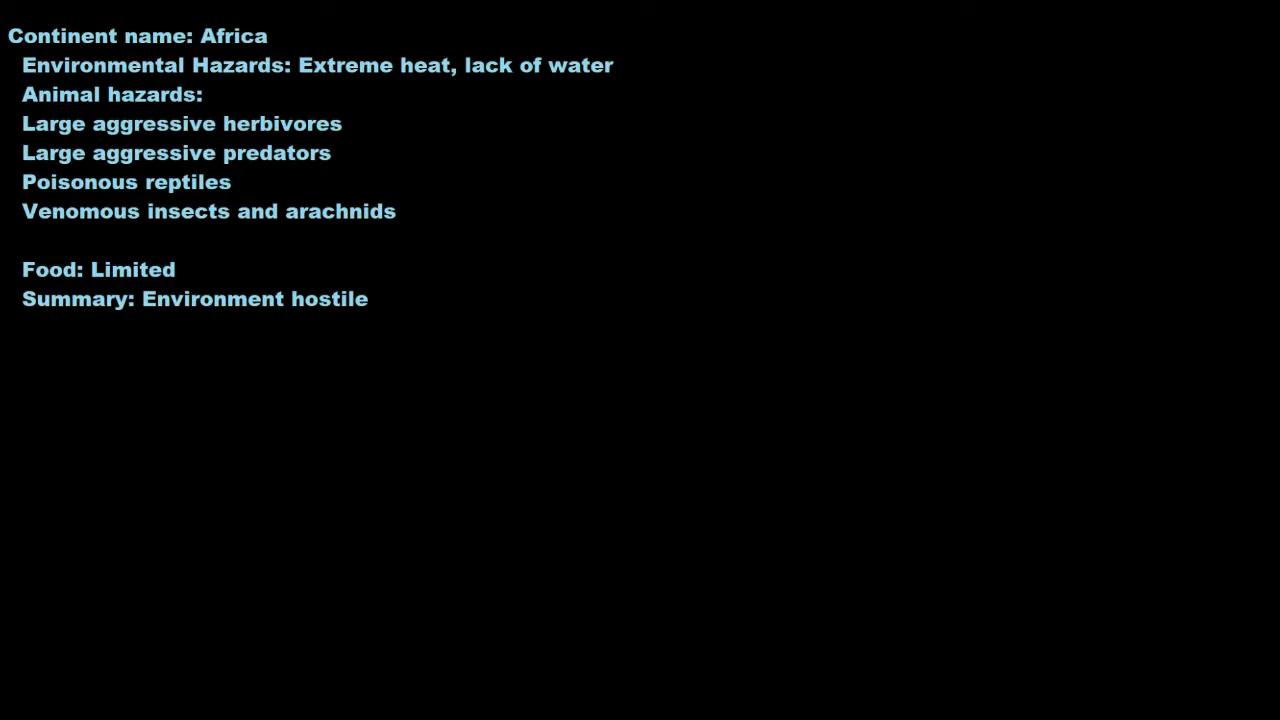 Continent name: Africa
Environmental Hazards: Extreme heat, lack of water
Animal hazards:
Large aggressive herbivores
Large aggressive predators
Poisonous reptiles
Venomous insects and arachnids
Food: Limited
Summary: Environment hostile